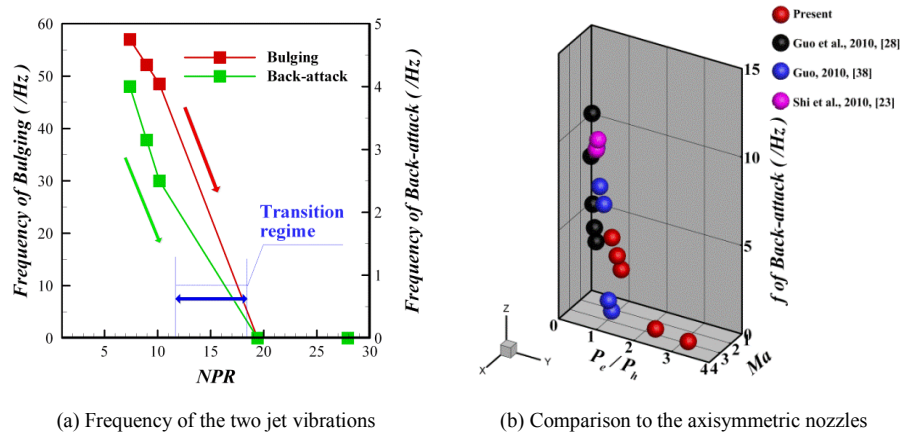 60
50
40
30
20
10
0
5
4
3
2
1
0
5
10
15
20
25
30
Frequency of Bulging ( /Hz)
Frequency of Back-attack ( /Hz)
NPR
Bulging
Back-attack
Transition
regime
(a) Frequency of the two jet vibrations
Present
Guo et al., 2010, [28]
Guo, 2010, [38]
Shi et al., 2010, [23]
15
10
5
0
f of Back-attack ( /Hz)
0
1
2
3
4
Pe / Ph
4
3
2
1
Ma
Z
Y
X
(b) Comparison to the axisymmetric nozzles